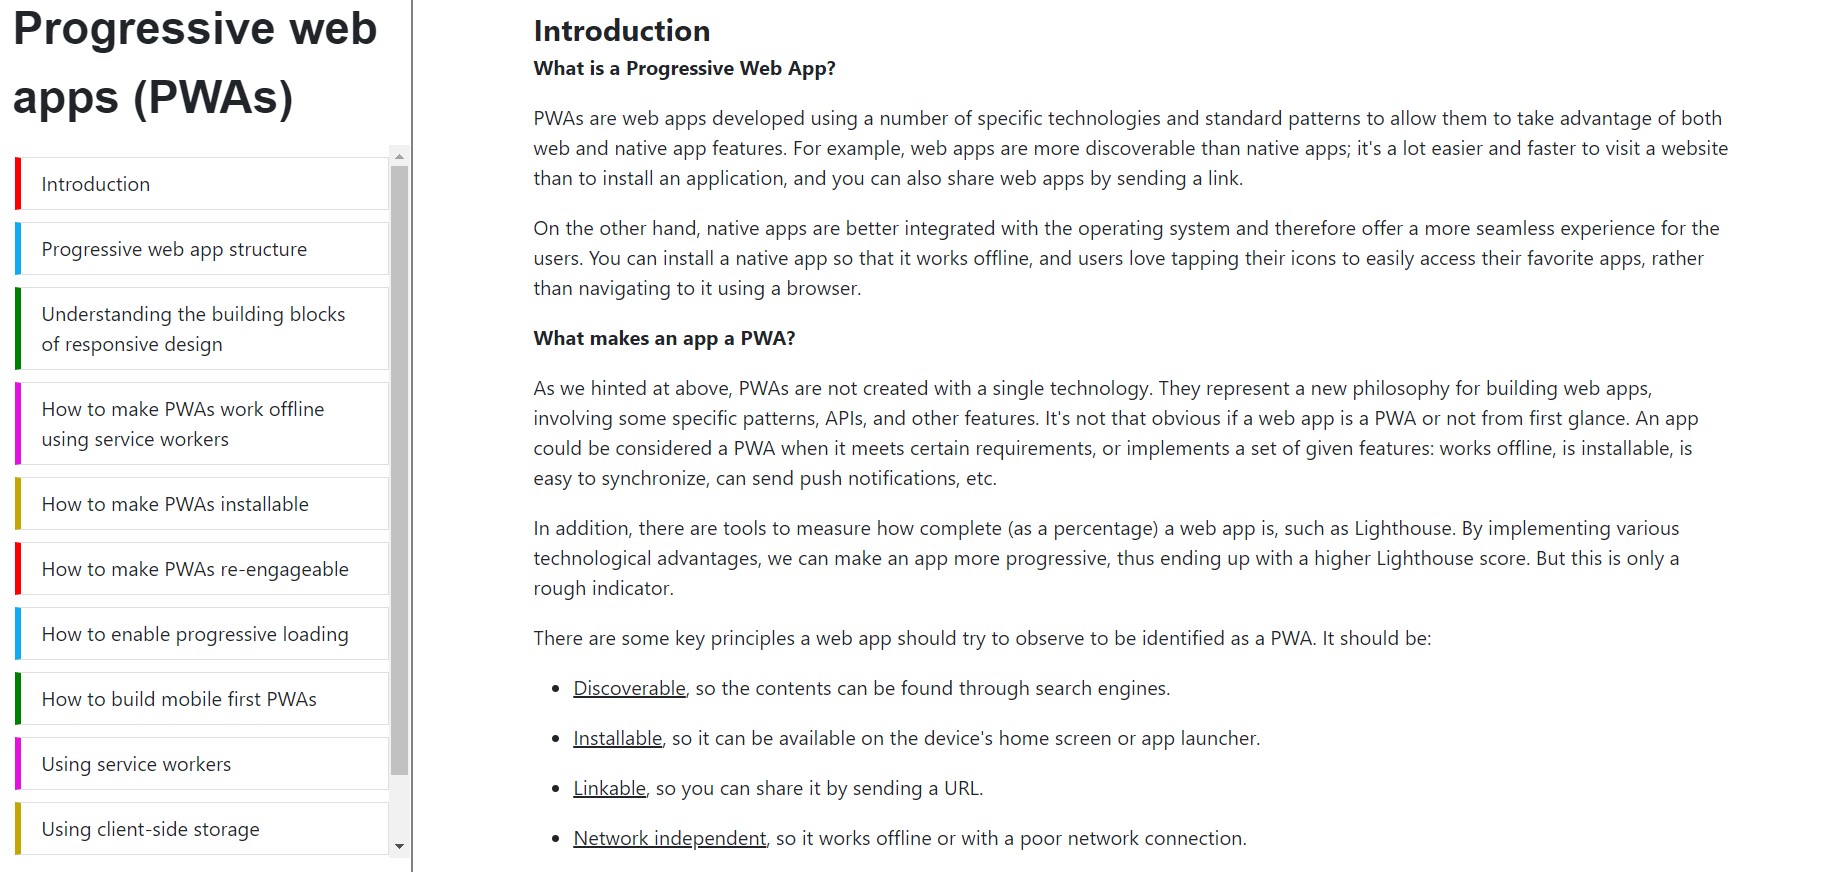 Progressive web
apps (PWAs)
Introduction
Progressive web app structure
Understanding the building blocks
of responsive design
How to make PWAs work offline
using service workers
How to make PWAs installable
How to make PWAs re-engageable
How to enable progressive loading
How to build mobile first PWAs
Using service workers
Using client-side storage
Introduction
What is a Progressive Web App?
PWAs are web apps developed using a number of specific technologies and standard patterns to allow them to take advantage of both
web and native app features. For example, web apps are more discoverable than native apps; it's a lot easier and faster to visit a website
than to install an application, and you can also share web apps by sending a link.
On the other hand, native apps are better integrated with the operating system and therefore offer a more seamless experience for the
users. You can install a native app so that it works offline, and users love tapping their icons to easily access their favorite apps, rather
than navigating to it using a browser.
What makes an app a PWA?
As we hinted at above, PWAs are not created with a single technology. They represent a new philosophy for building web apps,
involving some specific patterns, APIs, and other features. It's not that obvious if a web app is a PWA or not from first glance. An app
could be considered a PWA when it meets certain requirements, or implements a set of given features: works offline, is installable, is
easy to synchronize, can send push notifications, etc.
In addition, there are tools to measure how complete (as a percentage) a web app is, such as Lighthouse. By implementing various
technological advantages, we can make an app more progressive, thus ending up with a higher Lighthouse score. But this is only a
rough indicator.
There are some key principles a web app should try to observe to be identified as a PWA. It should be:
• Discoverable, so the contents can be found through search engines.
• Installable, so it can be available on the device's home screen or app launcher.
• Linkable, so you can share it by sending a URL.
• Network independent, so it works offline or with a poor network connection.